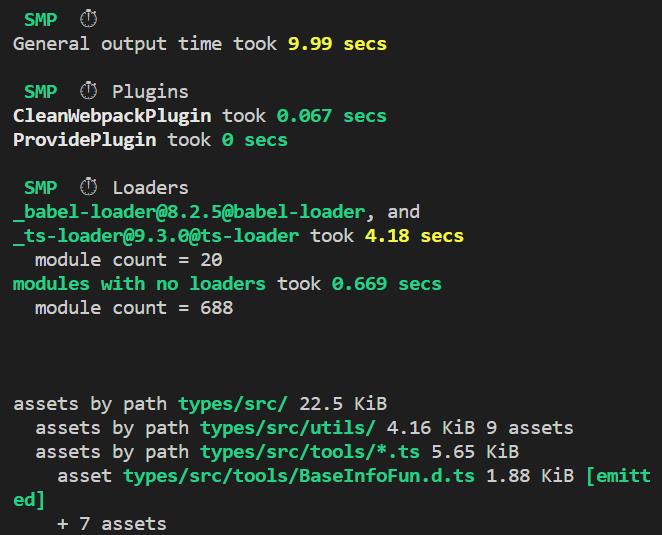 SMP ⏱
General output time took 9.99 secs
SMP ⏱ Plugins
CleanWebpackPlugin took 0.067 secs
ProvidePlugin took 0 secs
SMP ⏱ Loaders
_babel-loader@8.2.5@babel-loader, and
_ts-loader@9.3.0@ts-loader took 4.18 secs
  module count = 20
modules with no loaders took 0.669 secs
  module count = 688
assets by path types/src/ 22.5 KiB
  assets by path types/src/utils/ 4.16 KiB 9 assets
  assets by path types/src/tools/*.ts 5.65 KiB
    asset types/src/tools/BaseInfoFun.d.ts 1.88 KiB [emitt
ed]
    + 7 assets